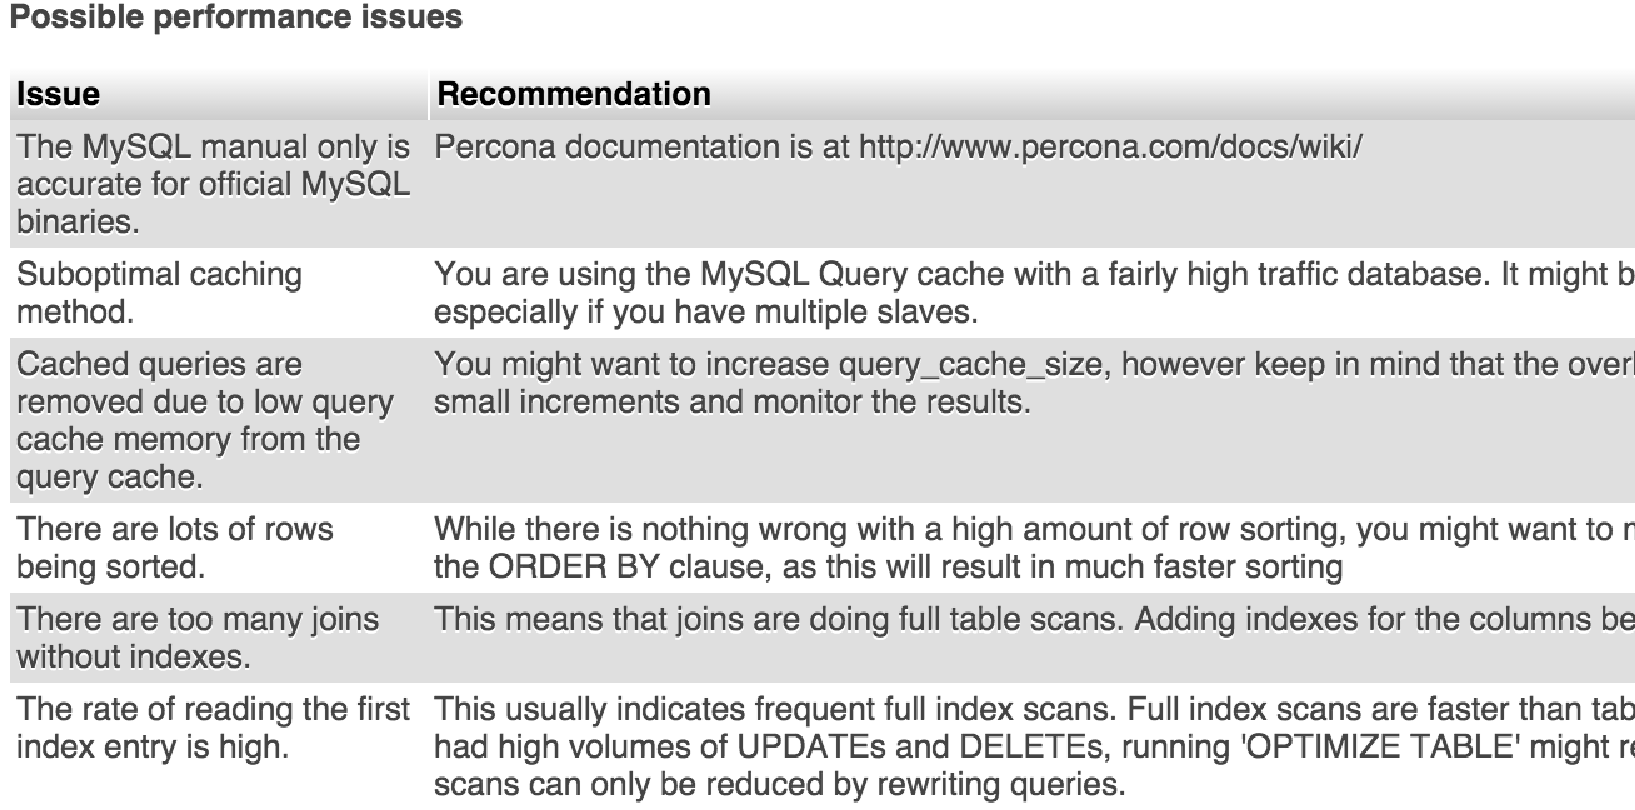 Possible performance issues
Issue Recommendation
The MySQL manual only is Percona documentation is at http://www.percona.com/docs/wiki/
accurate for official MySQL
binaries.
Suboptimal caching You are using the MySQL Query cache with a fairly high traffic database. It might
method. especially if you have multiple slaves.
Cached queries are You might want to increase query_cache_size, however keep in mind that the
removed due to low query small increments and monitor the results.
cache memory from the
query cache.
There are lots of rows While there is nothing wrong with a high amount of row sorting, you might want to
being sorted. the ORDER BY clause, as this will result in much faster sorting
There are too many joins This means that joins are doing full table scans. Adding indexes for the columns
without indexes.
The rate of reading the first This usually indicates frequent full index scans. Full index scans are faster than
index entry is high. had high volumes of UPDATEs and DELETEs, running 'OPTIMIZE TABLE' might
scans can only be reduced by rewriting queries.